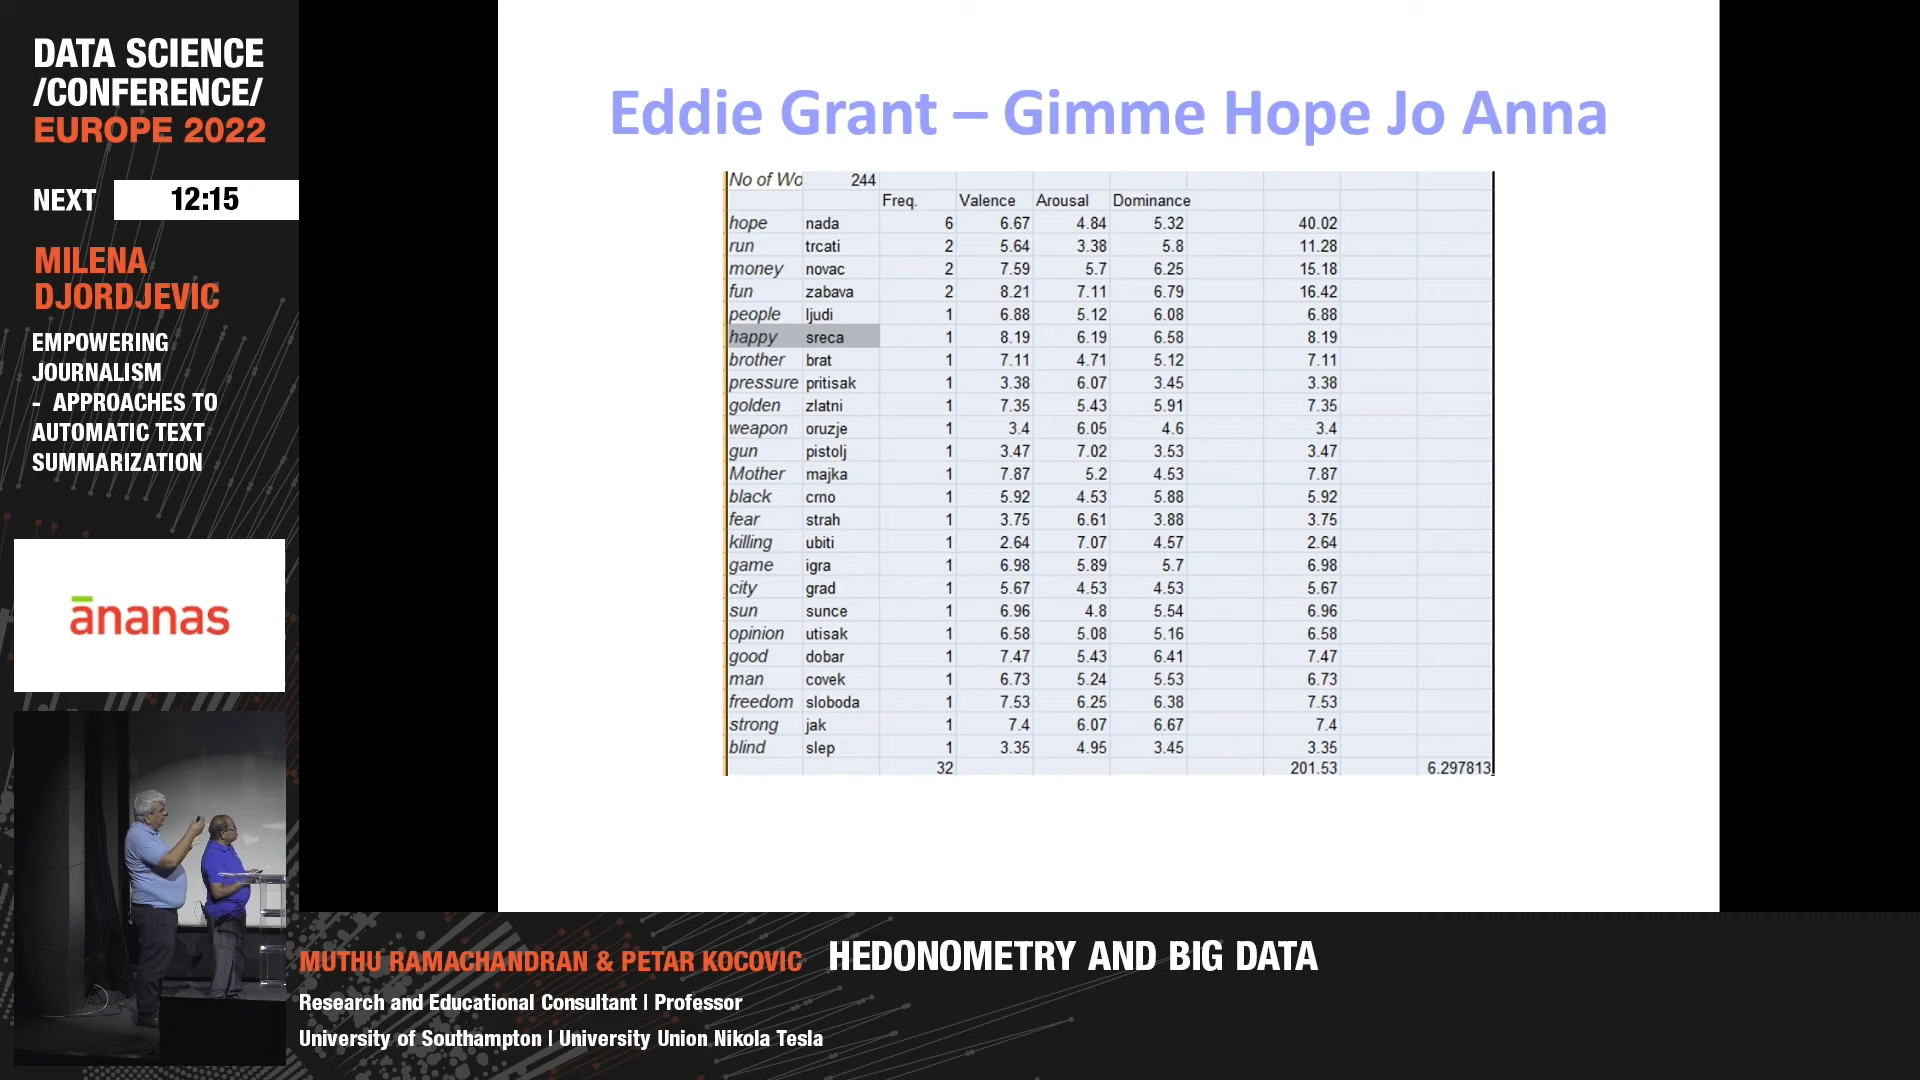 DATA SCIENCE
/CONFERENCE/
EUROPE 2022
NEXT 12:15
MILENA
DJORDJEVIC
EMPOWERING
JOURNALISM
- APPROACHES TO
AUTOMATIC TEXT
SUMMARIZATION
ānanas
Eddie Grant – Gimme Hope Jo Anna
No of Wo 244
Freq. Valence Arousal Dominance
hope nada 6 6.67 4.84 5.32 40.02
run trcati 2 5.64 3.38 5.8 11.28
money novac 2 7.59 5.7 6.25 15.18
fun zabava 2 8.21 7.11 6.79 16.42
people ljudi 1 6.88 5.12 6.08 6.88
happy sreca 1 8.19 6.19 6.58 8.19
brother brat 1 7.11 4.71 5.12 7.11
pressure pritisak 1 3.38 6.07 3.45 3.38
golden zlatni 1 7.35 5.43 5.91 7.35
weapon oruzje 1 3.4 6.05 4.6 3.4
gun pistolj 1 3.47 7.02 3.53 3.47
Mother majka 1 7.87 5.2 4.53 7.87
black crno 1 5.92 4.53 5.88 5.92
fear strah 1 3.75 6.61 3.88 3.75
killing ubiti 1 2.64 7.07 4.57 2.64
game igra 1 6.98 5.89 5.7 6.98
city grad 1 5.67 4.53 4.53 5.67
sun sunce 1 6.96 4.8 5.54 6.96
opinion utisak 1 6.58 5.08 5.16 6.58
good dobar 1 7.47 5.43 6.41 7.47
man covek 1 6.73 5.24 5.53 6.73
freedom sloboda 1 7.53 6.25 6.38 7.53
strong jak 1 7.4 6.07 6.67 7.4
blind slep 1 3.35 4.95 3.45 3.35
32 201.53 6.297813
MUTHU RAMACHANDRAN & PETAR KOCOVIC HEDONOMETRY AND BIG DATA
Research and Educational Consultant | Professor
University of Southampton | University Union Nikola Tesla